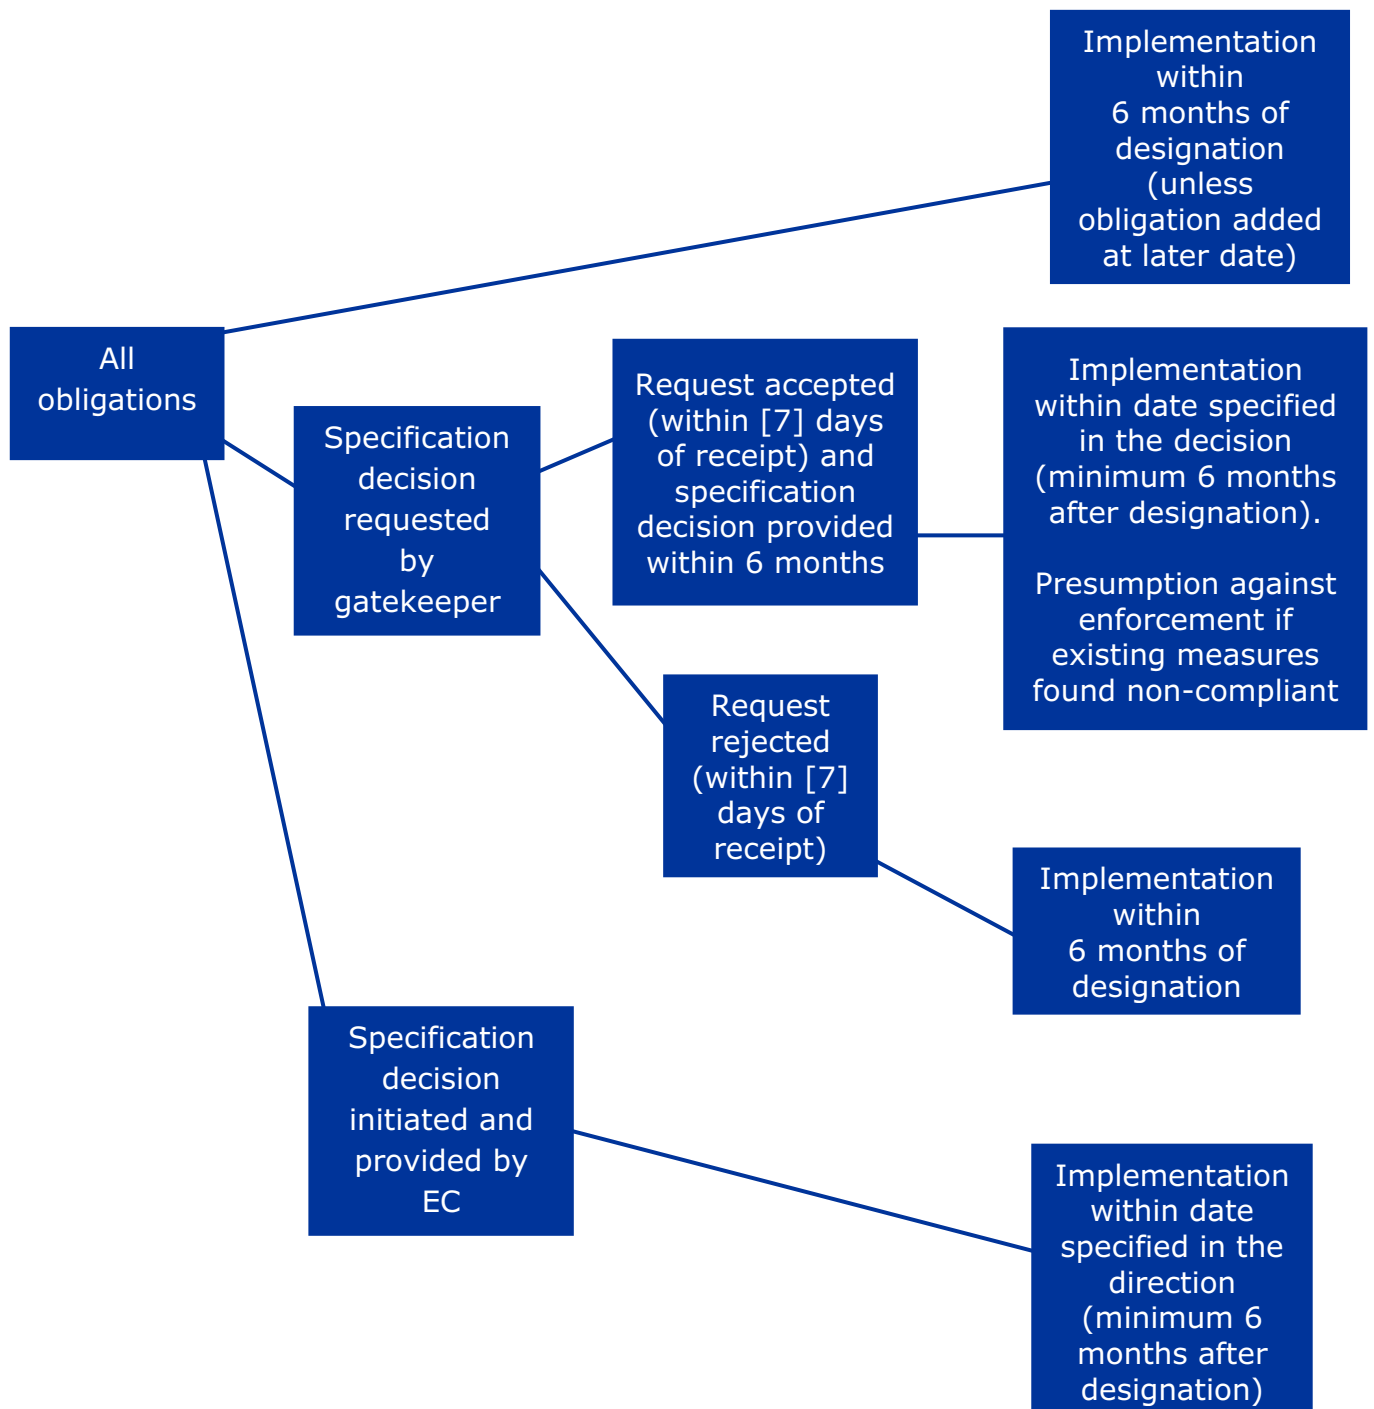 Implementation
within
6 months of
designation
(unless
obligation added
at later date)
All
obligations
Specification
decision
requested
by
gatekeeper
Request accepted
(within [7] days
of receipt) and
specification
decision provided
within 6 months
Implementation
within date specified
in the decision
(minimum 6 months
after designation).
Presumption against
enforcement if
existing measures
found non-compliant
Request
rejected
(within [7]
days of
receipt)
Implementation
within
6 months of
designation
Specification
decision
initiated and
provided by
EC
Implementation
within date
specified in the
direction
(minimum 6
months after
designation)